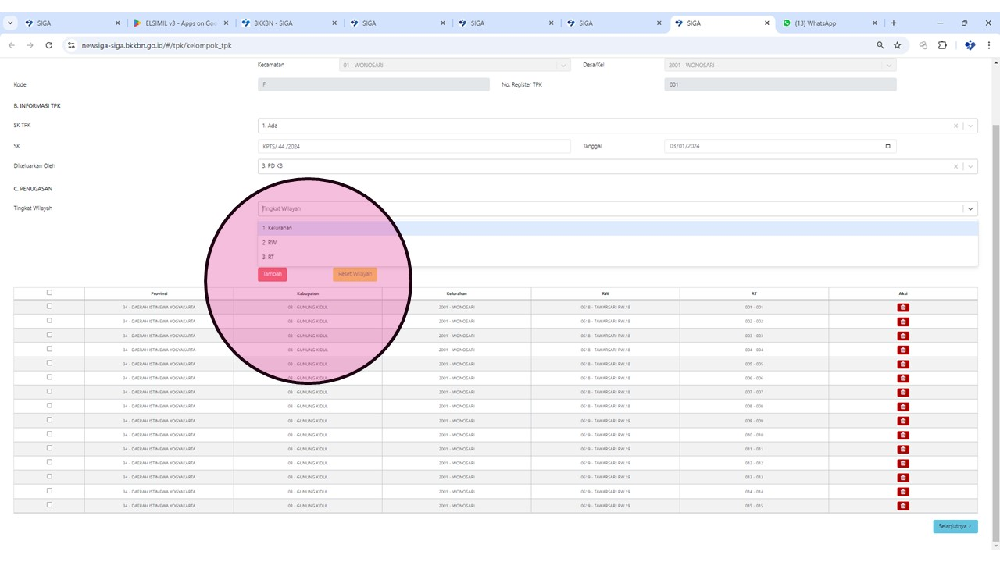 SIGA
ELSIMIL v3 - Apps on Goo
BKKBN - SIGA
SIGA
SIGA
SIGA
SIGA
(13) WhatsApp
newsiga-siga.bkkbn.go.id/#/tpk/kelompok_tpk
Kecamatan 01 - WONOSARI Desa/Kel 2001 - WONOSARI
Kode F No. Register TPK 001
B. INFORMASI TPK
SK TPK 1. Ada
SK KPTS/ 44 /2024 Tanggal 03/01/2024
Dikeluarkan Oleh 3. PD KB
C. PENUGASAN
Tingkat Wilayah Tingkat Wilayah
1. Kelurahan
2. RW
3. RT
Tambah Reset Wilayah
Provinsi Kabupaten Kelurahan RW RT Aksi
34 - DAERAH ISTIMEWA YOGYAKARTA 03 - GUNUNG KIDUL 2001 - WONOSARI 0618 - TAWARSARI RW.18 001 - 001
34 - DAERAH ISTIMEWA YOGYAKARTA 03 - GUNUNG KIDUL 2001 - WONOSARI 0618 - TAWARSARI RW.18 002 - 002
34 - DAERAH ISTIMEWA YOGYAKARTA 03 - GUNUNG KIDUL 2001 - WONOSARI 0618 - TAWARSARI RW.18 003 - 003
34 - DAERAH ISTIMEWA YOGYAKARTA 03 - GUNUNG KIDUL 2001 - WONOSARI 0618 - TAWARSARI RW.18 004 - 004
34 - DAERAH ISTIMEWA YOGYAKARTA 03 - GUNUNG KIDUL 2001 - WONOSARI 0618 - TAWARSARI RW.18 005 - 005
34 - DAERAH ISTIMEWA YOGYAKARTA 03 - GUNUNG KIDUL 2001 - WONOSARI 0618 - TAWARSARI RW.18 006 - 006
34 - DAERAH ISTIMEWA YOGYAKARTA 03 - GUNUNG KIDUL 2001 - WONOSARI 0618 - TAWARSARI RW.18 007 - 007
34 - DAERAH ISTIMEWA YOGYAKARTA 03 - GUNUNG KIDUL 2001 - WONOSARI 0618 - TAWARSARI RW.18 008 - 008
34 - DAERAH ISTIMEWA YOGYAKARTA 03 - GUNUNG KIDUL 2001 - WONOSARI 0619 - TAWARSARI RW.19 009 - 009
34 - DAERAH ISTIMEWA YOGYAKARTA 03 - GUNUNG KIDUL 2001 - WONOSARI 0619 - TAWARSARI RW.19 010 - 010
34 - DAERAH ISTIMEWA YOGYAKARTA 03 - GUNUNG KIDUL 2001 - WONOSARI 0619 - TAWARSARI RW.19 011 - 011
34 - DAERAH ISTIMEWA YOGYAKARTA 03 - GUNUNG KIDUL 2001 - WONOSARI 0619 - TAWARSARI RW.19 012 - 012
34 - DAERAH ISTIMEWA YOGYAKARTA 03 - GUNUNG KIDUL 2001 - WONOSARI 0619 - TAWARSARI RW.19 013 - 013
34 - DAERAH ISTIMEWA YOGYAKARTA 03 - GUNUNG KIDUL 2001 - WONOSARI 0619 - TAWARSARI RW.19 014 - 014
34 - DAERAH ISTIMEWA YOGYAKARTA 03 - GUNUNG KIDUL 2001 - WONOSARI 0619 - TAWARSARI RW.19 015 - 015
Selanjutnya ›